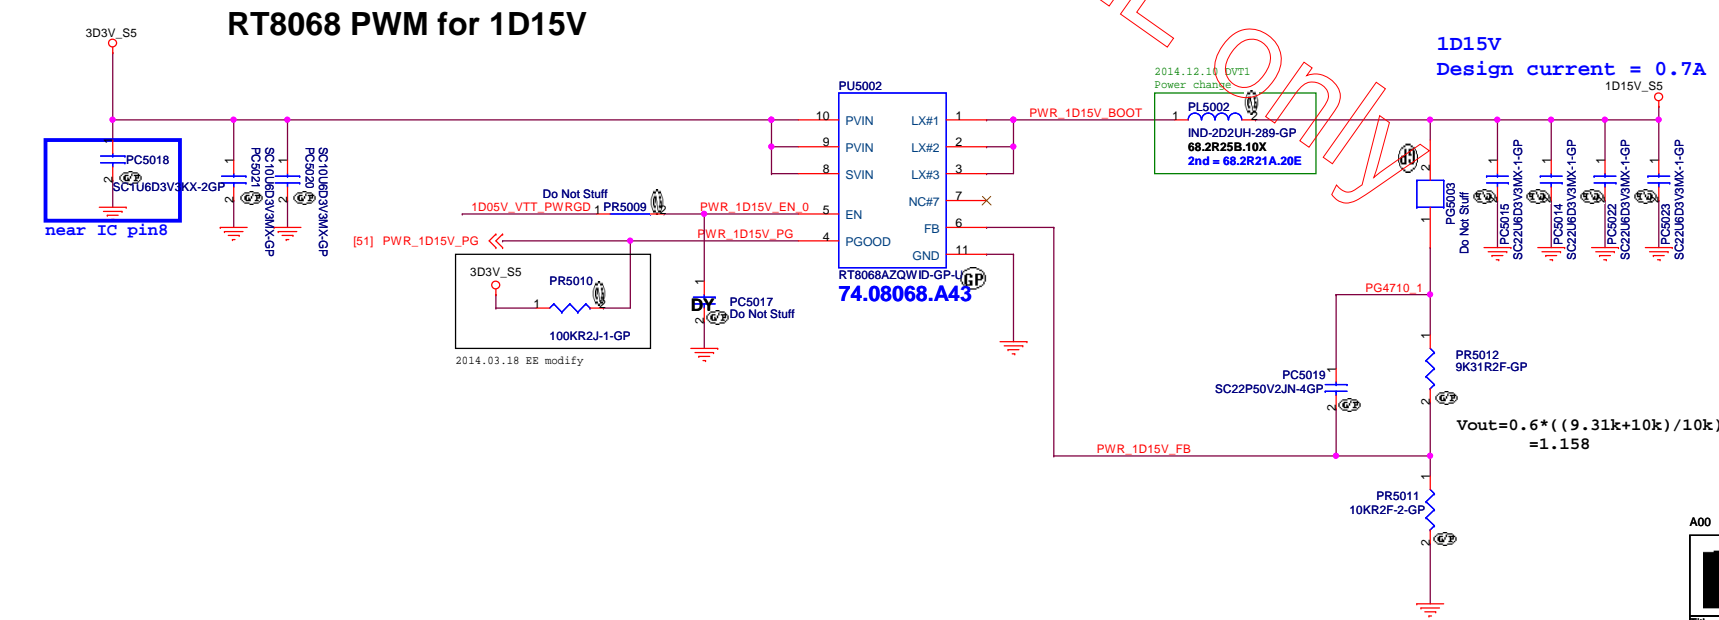 RT8068 PWM for 1D15V
3D3V_S5
PC5018
SC1U6D3V3KX-2GP
near IC pin8
PC5021
SC10U6D3V3MX-GP
PC5020
SC10U6D3V3MX-GP
Do Not Stuff
1D05V_VTT_PWRGD 1 PR5009 2 PWR_1D15V_EN_0
[51] PWR_1D15V_PG
PWR_1D15V_PG
3D3V_S5
PR5010
100KR2J-1-GP
2014.03.18 EE modify
DY
PC5017
Do Not Stuff
PU5002
10 PVIN LX#1 1
9 PVIN LX#2 2
8 SVIN LX#3 3
NC#7 7
5 EN
FB 6
4 PGOOD
GND 11
RT8068AZQWID-GP-U
74.08068.A43
PWR_1D15V_BOOT
2014.12.10 DVT1
Power change
PL5002
IND-2D2UH-289-GP
68.2R25B.10X
2nd = 68.2R21A.20E
only
1D15V
Design current = 0.7A
1D15V_S5
PG5003
Do Not Stuff
PC5015
SC22U6D3V3MX-1-GP
PC5014
SC22U6D3V3MX-1-GP
PC5022
SC22U6D3V3MX-1-GP
PC5023
SC22U6D3V3MX-1-GP
PG4710_1
PC5019
SC22P50V2JN-4GP
PR5012
9K31R2F-GP
Vout=0.6*((9.31k+10k)/10k)
=1.158
PWR_1D15V_FB
PR5011
10KR2F-2-GP
A00